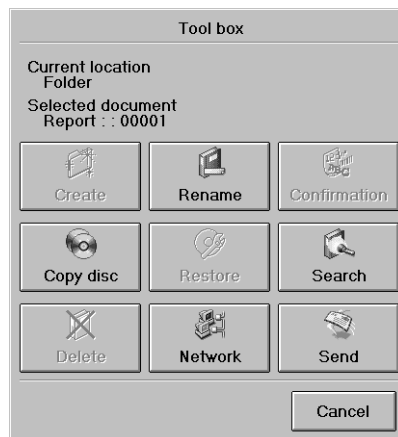 Tool box
Current location
Folder
Selected document
Report : : 00001
Create
Rename
Confirmation
Copy disc
Restore
Search
Delete
Network
Send
Cancel